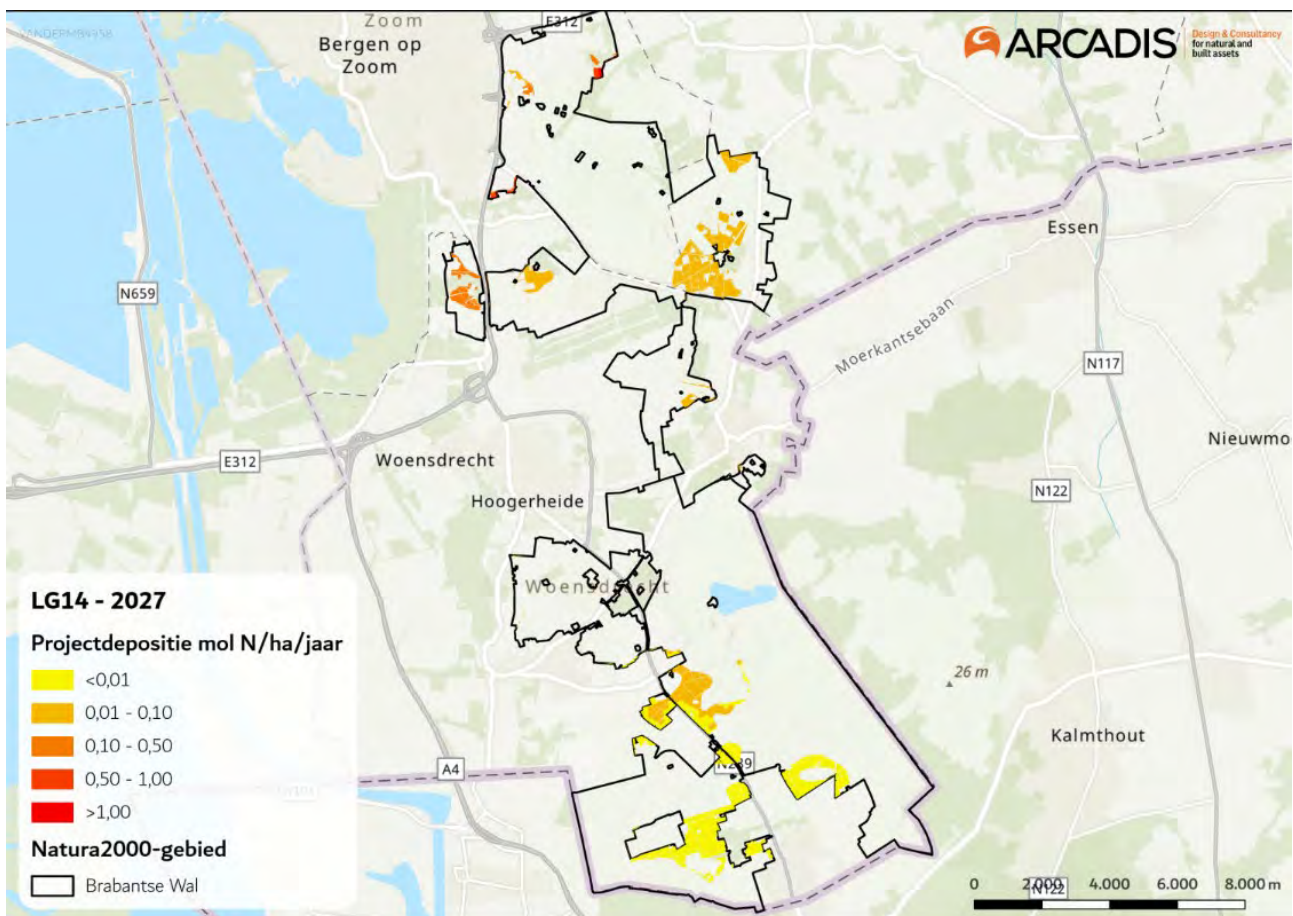 Zoom
E312
Bergen op
Zoom
ARCADIS
Design & Consultancy
for natural and
built assets
Essen
N659
Moerkantsebaan
N117
Nieuwmo
E312
Woensdrecht
N122
Hoogerheide
Woensdrecht
26 m
Kalmthout
N289
A4
LG14 - 2027
Projectdepositie mol N/ha/jaar
<0,01
0,01 - 0,10
0,10 - 0,50
0,50 - 1,00
>1,00
Natura2000-gebied
Brabantse Wal
0 2.000 4.000 6.000 8.000 m
N122